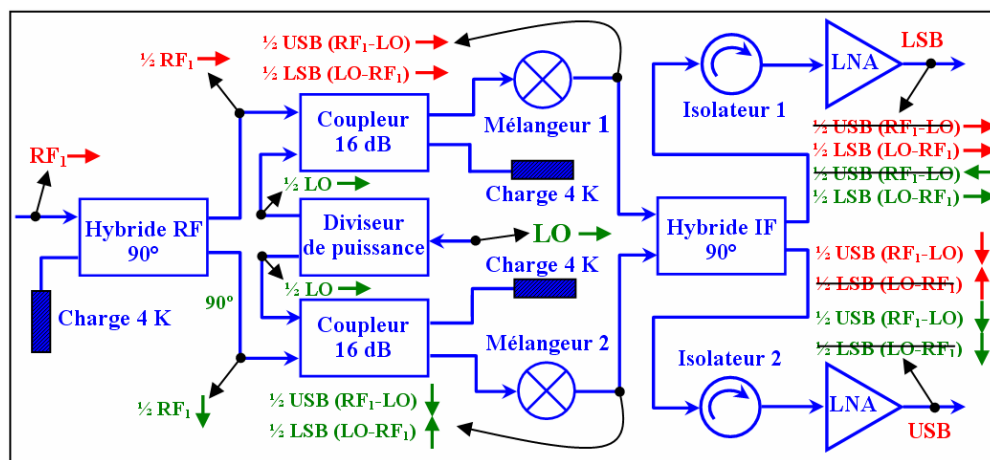 ½ RF₁
½ USB (RF₁-LO)
½ LSB (LO-RF₁)
RF₁
Coupleur
16 dB
Mélangeur 1
Charge 4 K
½ LO
Hybride RF
90°
Diviseur
de puissance
LO
Charge 4 K
½ LO
90°
Charge 4 K
Coupleur
16 dB
Mélangeur 2
½ RF₁
½ USB (RF₁-LO)
½ LSB (LO-RF₁)
Isolateur 1
LNA
LSB
½ USB (RF₁-LO)
½ LSB (LO-RF₁)
½ USB (RF₁-LO)
½ LSB (LO-RF₁)
Hybride IF
90°
½ USB (RF₁-LO)
½ LSB (LO-RF₁)
½ USB (RF₁-LO)
½ LSB (LO-RF₁)
Isolateur 2
LNA
USB